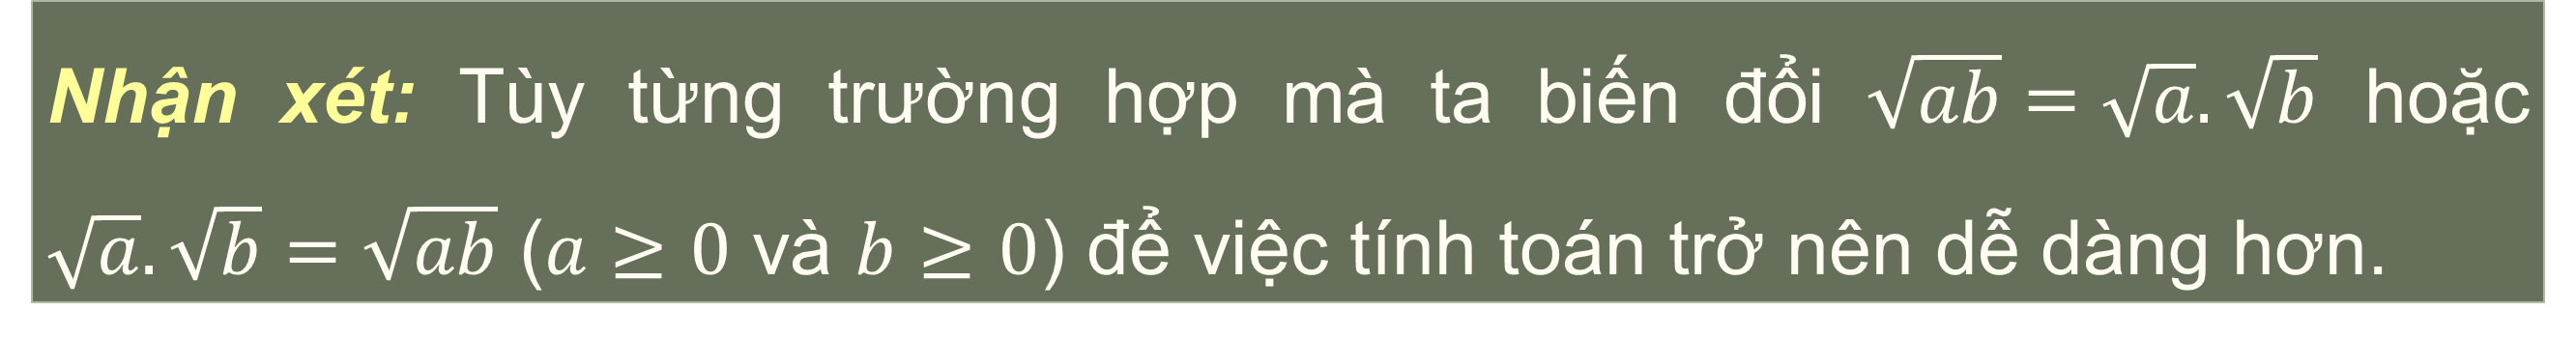 Nhận xét: Tùy từng trường hợp mà ta biến đổi √ab = √a.√b hoặc
√a.√b = √ab (a ≥ 0 và b ≥ 0) để việc tính toán trở nên dễ dàng hơn.